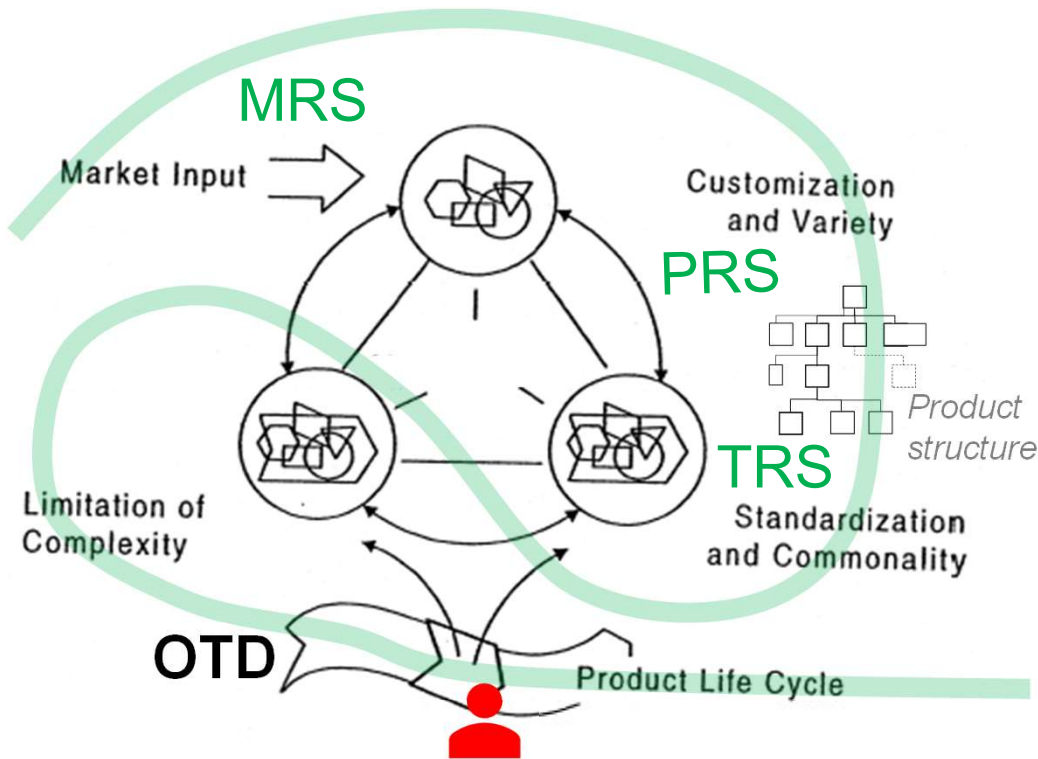 MRS
Market Input
Customization
and Variety
PRS
Product
structure
TRS
Limitation of
Complexity
Standardization
and Commonality
OTD
Product Life Cycle